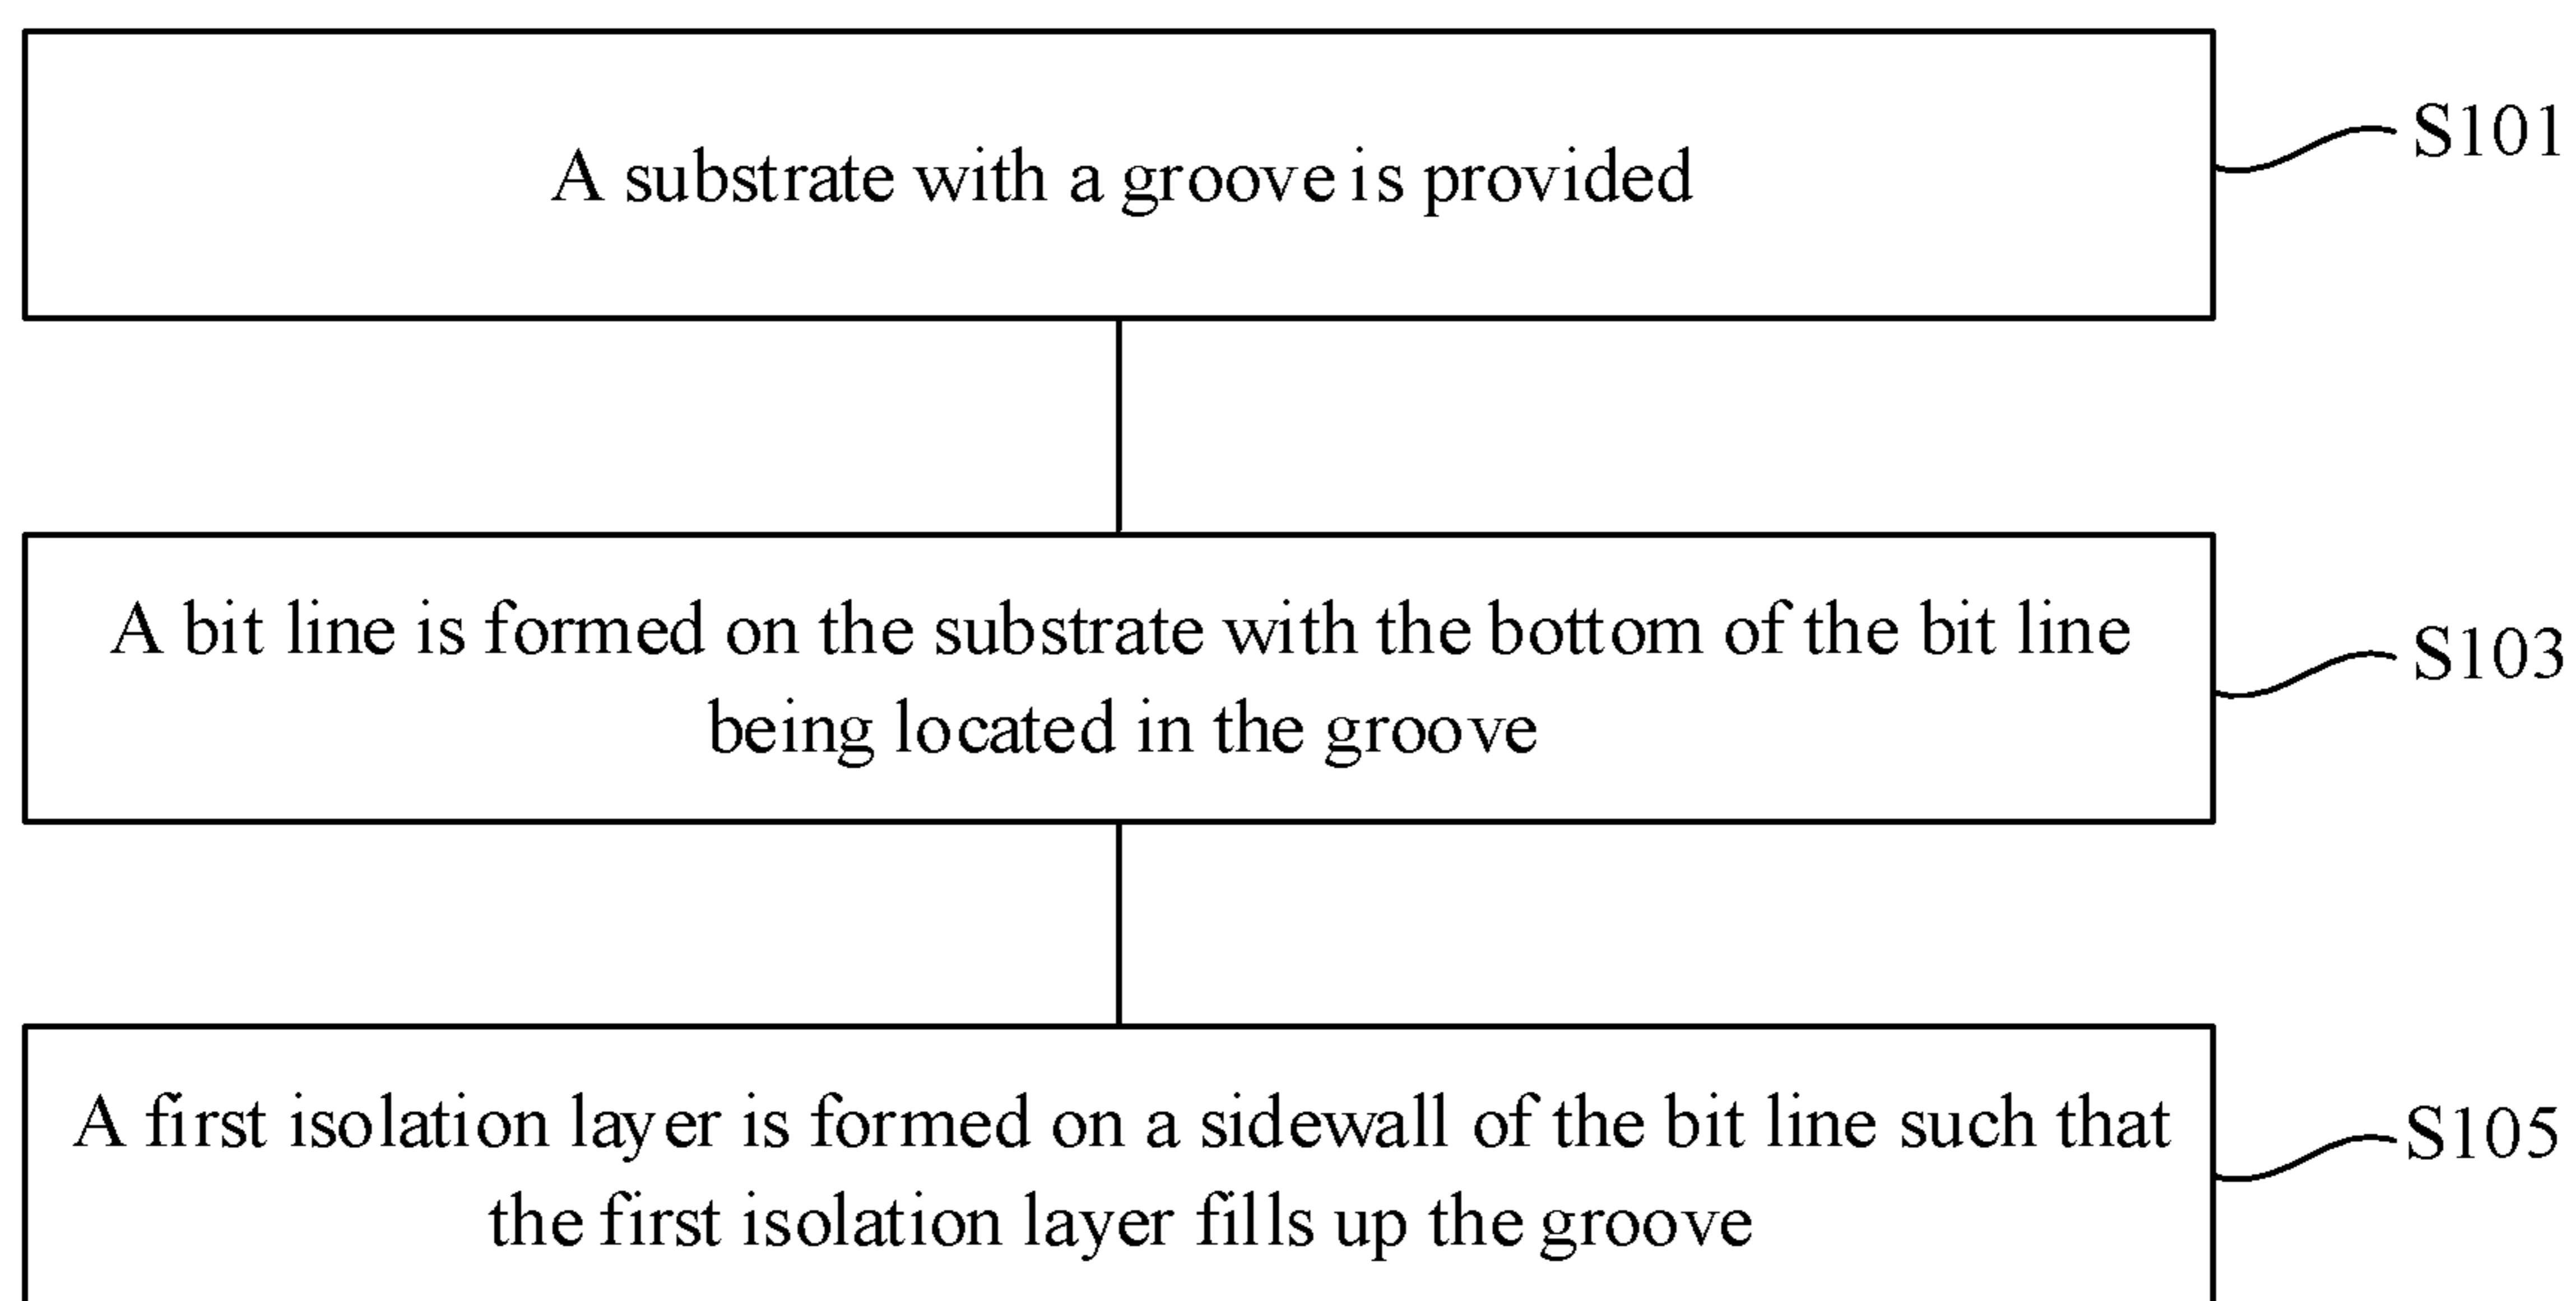 A substrate with a groove is provided
S101
A bit line is formed on the substrate with the bottom of the bit line
being located in the groove
S103
A first isolation layer is formed on a sidewall of the bit line such that
the first isolation layer fills up the groove
S105